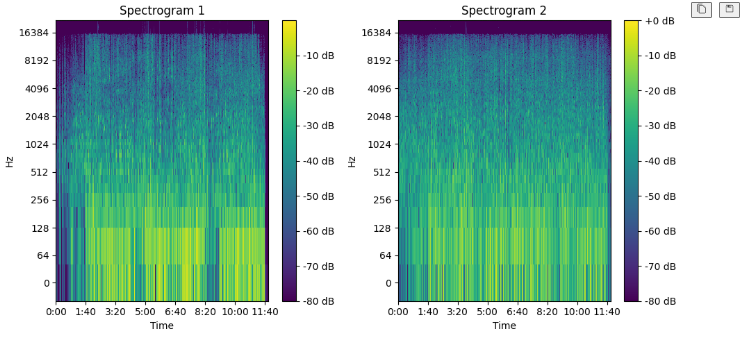 Spectrogram 1
Hz
16384
8192
4096
2048
1024
512
256
128
64
0
0:00 1:40 3:20 5:00 6:40 8:20 10:00 11:40
Time
-10 dB
-20 dB
-30 dB
-40 dB
-50 dB
-60 dB
-70 dB
-80 dB
Spectrogram 2
Hz
16384
8192
4096
2048
1024
512
256
128
64
0
0:00 1:40 3:20 5:00 6:40 8:20 10:00 11:40
Time
+0 dB
-10 dB
-20 dB
-30 dB
-40 dB
-50 dB
-60 dB
-70 dB
-80 dB